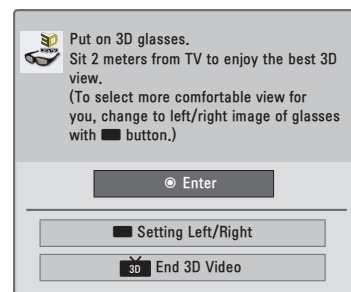 3D
Put on 3D glasses.
Sit 2 meters from TV to enjoy the best 3D
view.
(To select more comfortable view for
you, change to left/right image of glasses
with button.)
Enter
Setting Left/Right
3D End 3D Video